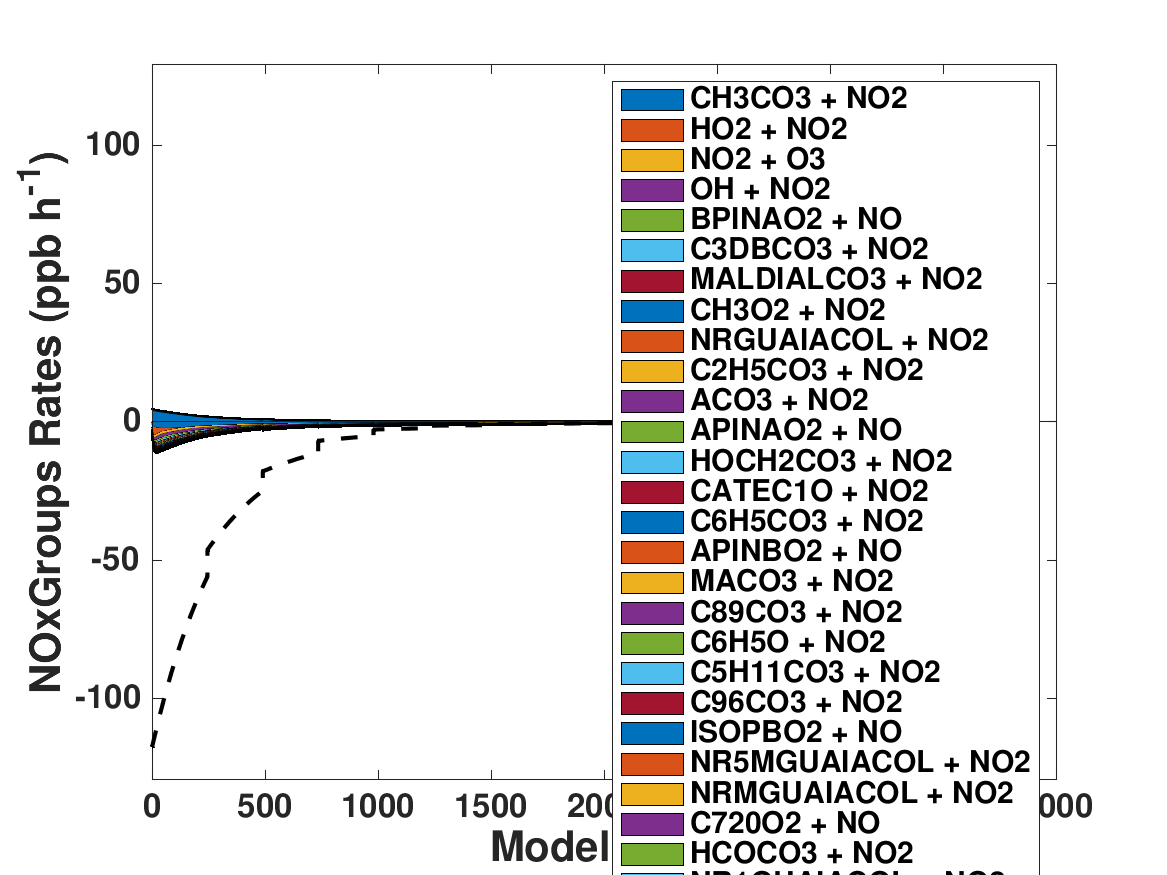 NOxGroups Rates (ppb h-1)
100
50
0
-50
-100
0 500 1000 1500 200 000
Model
CH3CO3 + NO2
HO2 + NO2
NO2 + O3
OH + NO2
BPINAO2 + NO
C3DBCO3 + NO2
MALDIALCO3 + NO2
CH3O2 + NO2
NRGUAIACOL + NO2
C2H5CO3 + NO2
ACO3 + NO2
APINAO2 + NO
HOCH2CO3 + NO2
CATEC1O + NO2
C6H5CO3 + NO2
APINBO2 + NO
MACO3 + NO2
C89CO3 + NO2
C6H5O + NO2
C5H11CO3 + NO2
C96CO3 + NO2
ISOPBO2 + NO
NR5MGUAIACOL + NO2
NRMGUAIACOL + NO2
C720O2 + NO
HCOCO3 + NO2